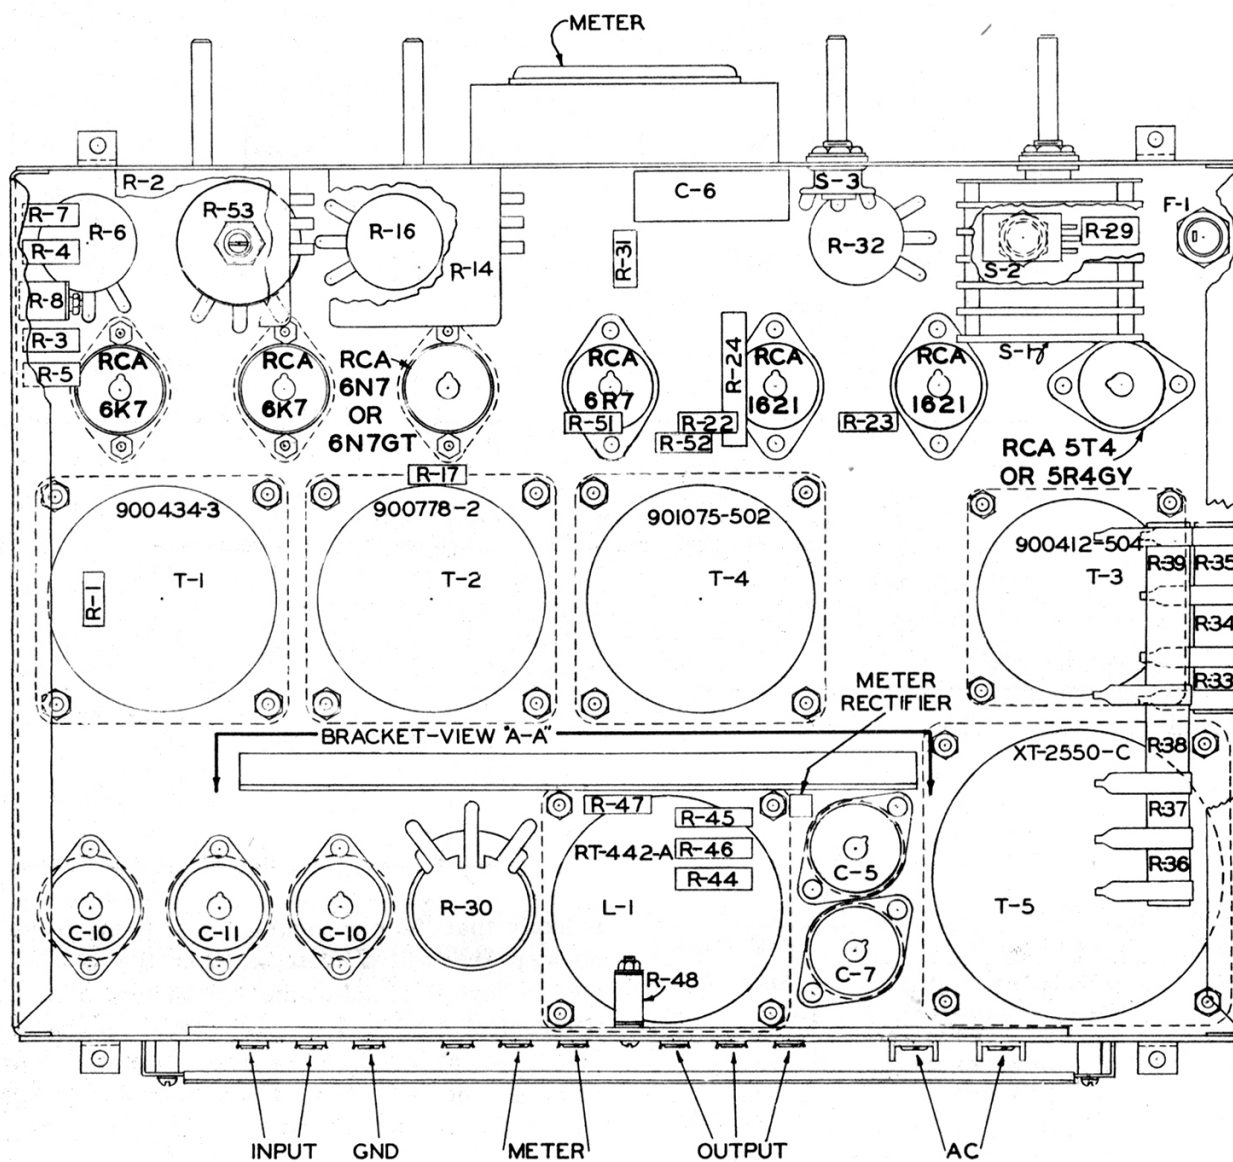 METER
R-2
R-7
R-6
R-53
R-16
C-6
S-3
F-1
R-4
R-31
R-32
R-29
R-14
S-2
R-8
R-3
R-5
RCA
6K7
RCA
6K7
RCA
6N7
OR
6N7GT
RCA
6R7
R-24
RCA
1621
RCA
1621
S-1
R-51
R-22
R-52
R-23
RCA 5T4
OR 5R4GY
R-17
900434-3
900778-2
901075-502
900412-504
T-1
T-2
T-4
T-3
R-1
R-39
R-35
R-34
R-33
METER
RECTIFIER
BRACKET-VIEW "A-A"
XT-2550-C
R-38
R-37
R-36
R-47
R-45
RT-442-A
R-46
R-44
C-5
C-10
C-11
C-10
R-30
L-1
T-5
R-48
C-7
INPUT
GND
METER
OUTPUT
AC